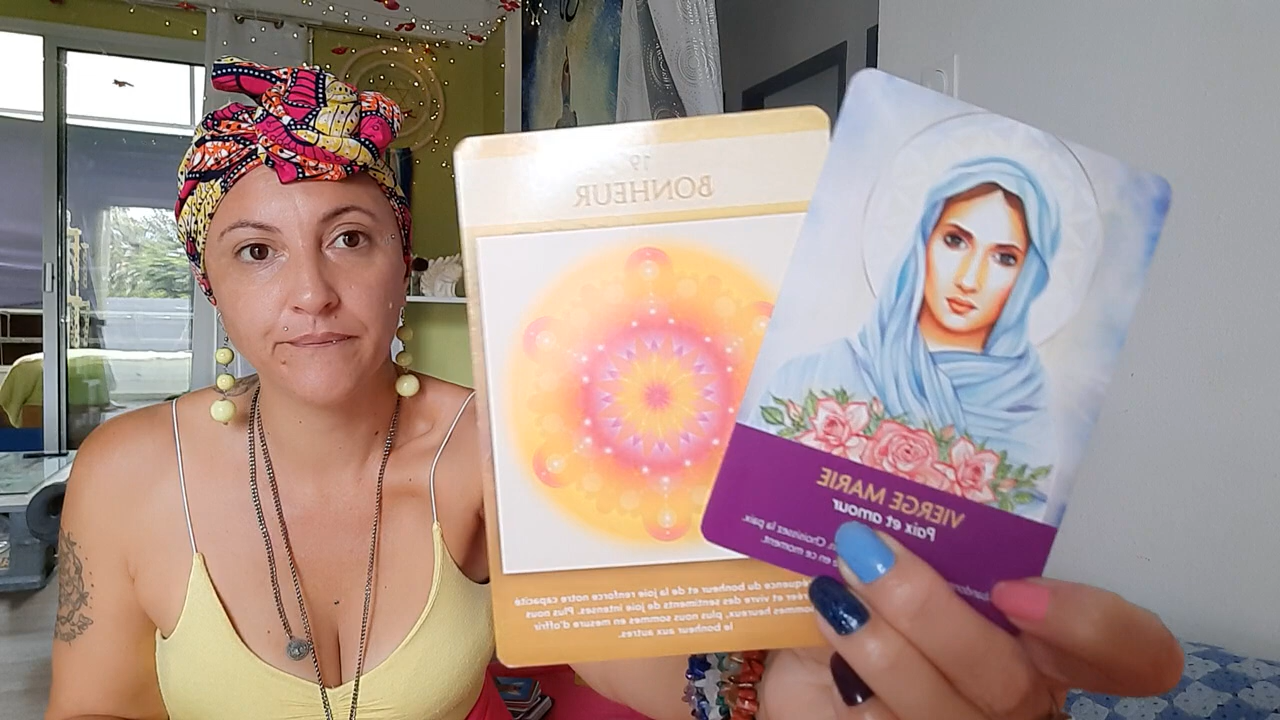 19
BONHEUR
équence du bonheur et de la joie renforce notre capacité
et vivre des sentiments de joie intenses. Plus nous
sommes heureux, plus nous sommes en mesure d'offrir
le bonheur aux autres.
VIERGE MARIE
Paix et amour
Choisissez la paix.
en ce moment.